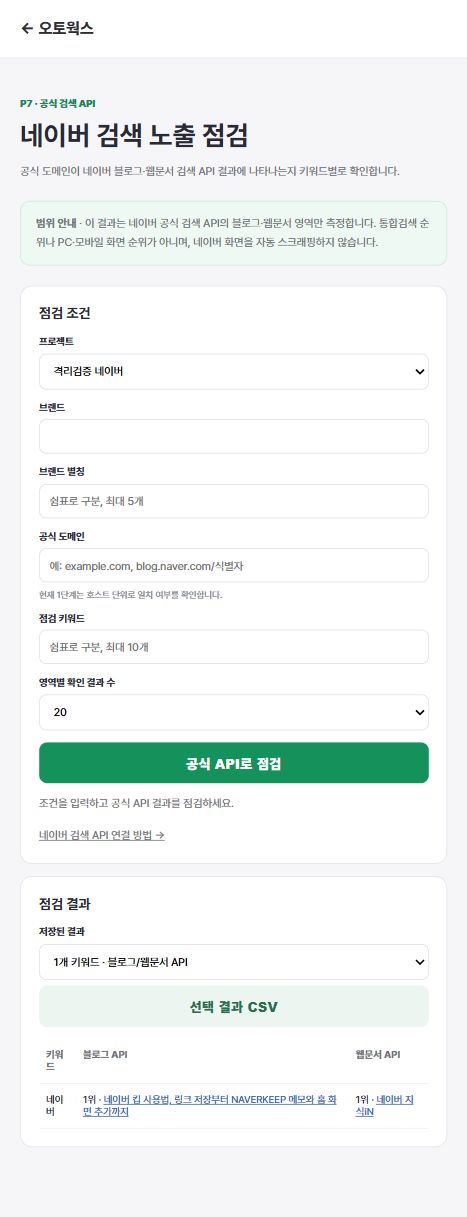 ← 오토웍스
P7 · 공식 검색 API
네이버 검색 노출 점검
공식 도메인이 네이버 블로그·웹문서 검색 API 결과에 나타나는지 키워드별로 확인합니다.
범위 안내 · 이 결과는 네이버 공식 검색 API의 블로그·웹문서 영역만 측정합니다. 통합검색 순
위나 PC·모바일 화면 순위가 아니며, 네이버 화면을 자동 스크래핑하지 않습니다.
점검 조건
프로젝트
격리검증 네이버
브랜드
브랜드 별칭
쉼표로 구분, 최대 5개
공식 도메인
예: example.com, blog.naver.com/식별자
현재 1단계는 호스트 단위로 일치 여부를 확인합니다.
점검 키워드
쉼표로 구분, 최대 10개
영역별 확인 결과 수
20
공식 API로 점검
조건을 입력하고 공식 API 결과를 점검하세요.
네이버 검색 API 연결 방법 →
점검 결과
저장된 결과
1개 키워드 · 블로그/웹문서 API
선택 결과 CSV
키워
드
블로그 API
웹문서 API
네이
버
1위 · 네이버 킵 사용법, 링크 저장부터 NAVERKEEP 메모와 홈 화
면 추가까지
1위 · 네이버 지
식iN